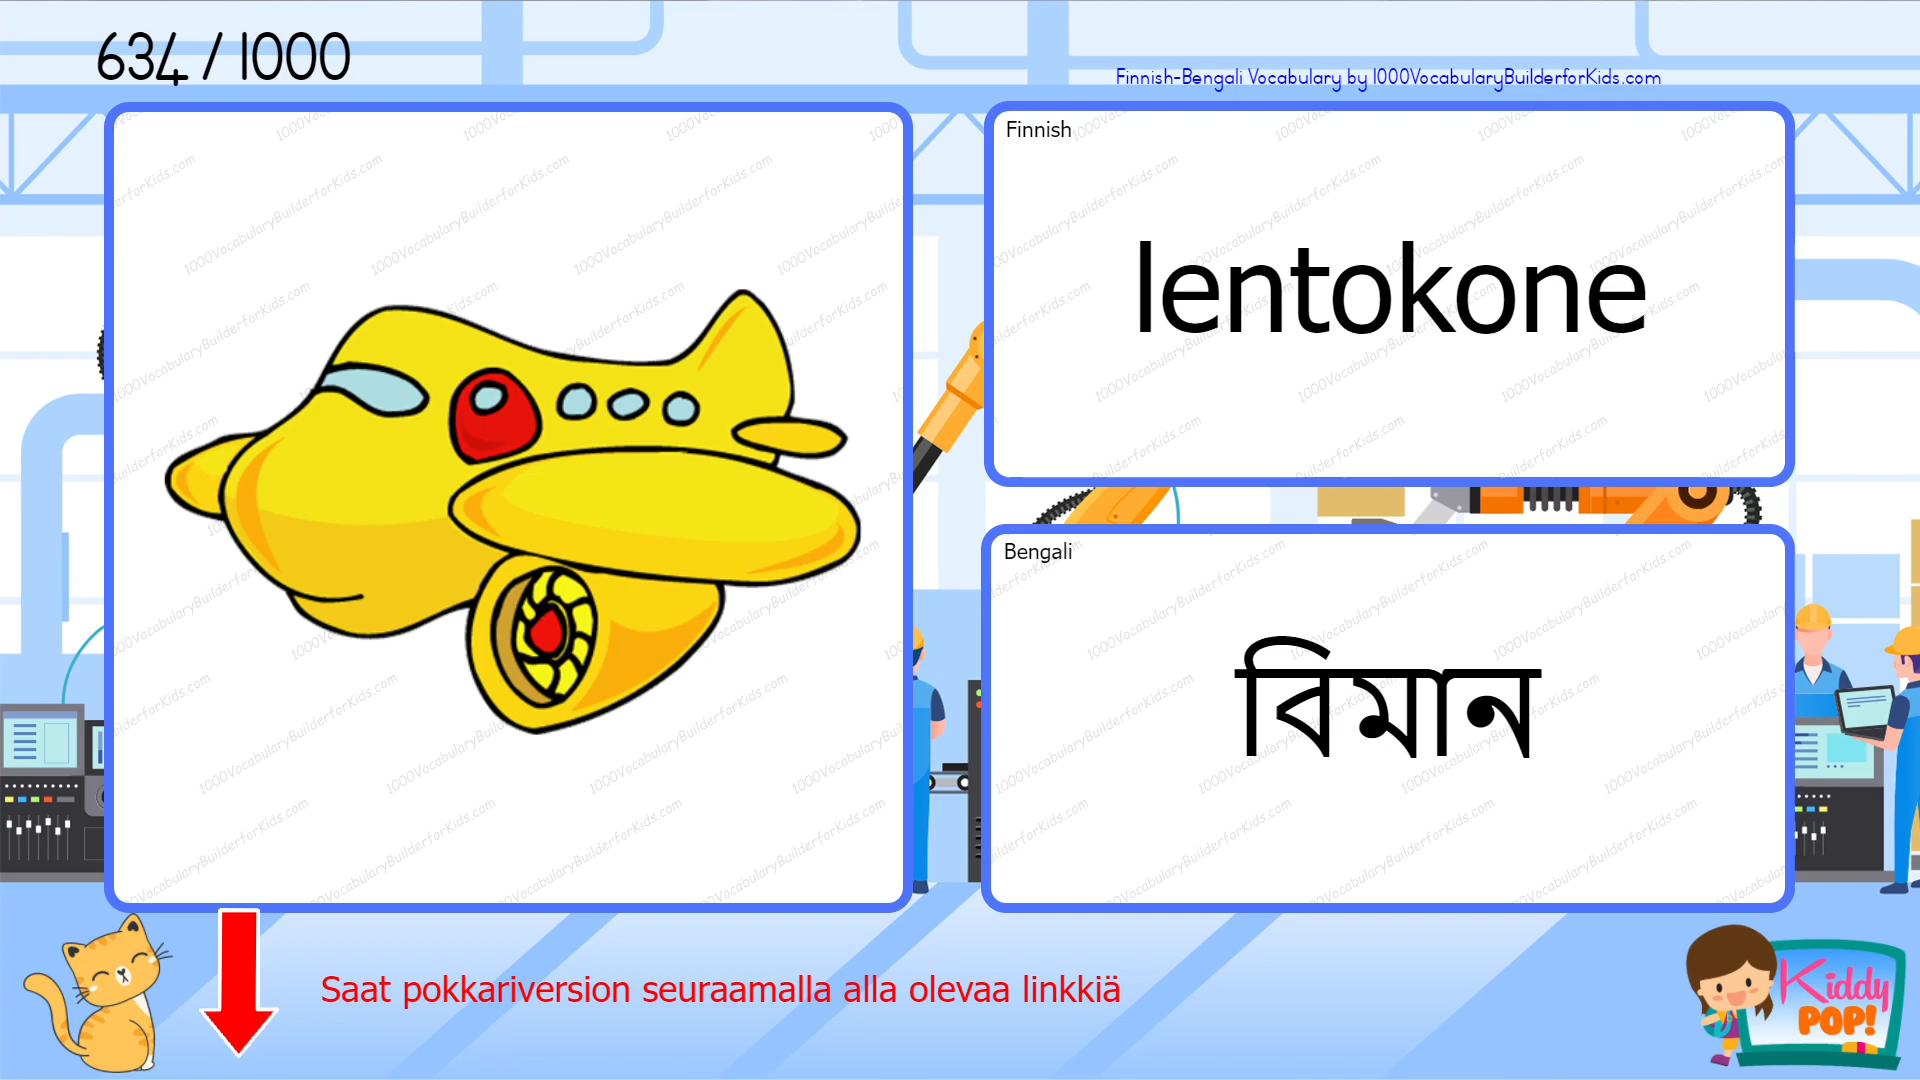 634 / 1000
Finnish-Bengali Vocabulary by 1000VocabularyBuilderforKids.com
Finnish
lentokone
Bengali
বিমান
Saat pokkariversion seuraamalla alla olevaa linkkiä
Kiddy
POP!